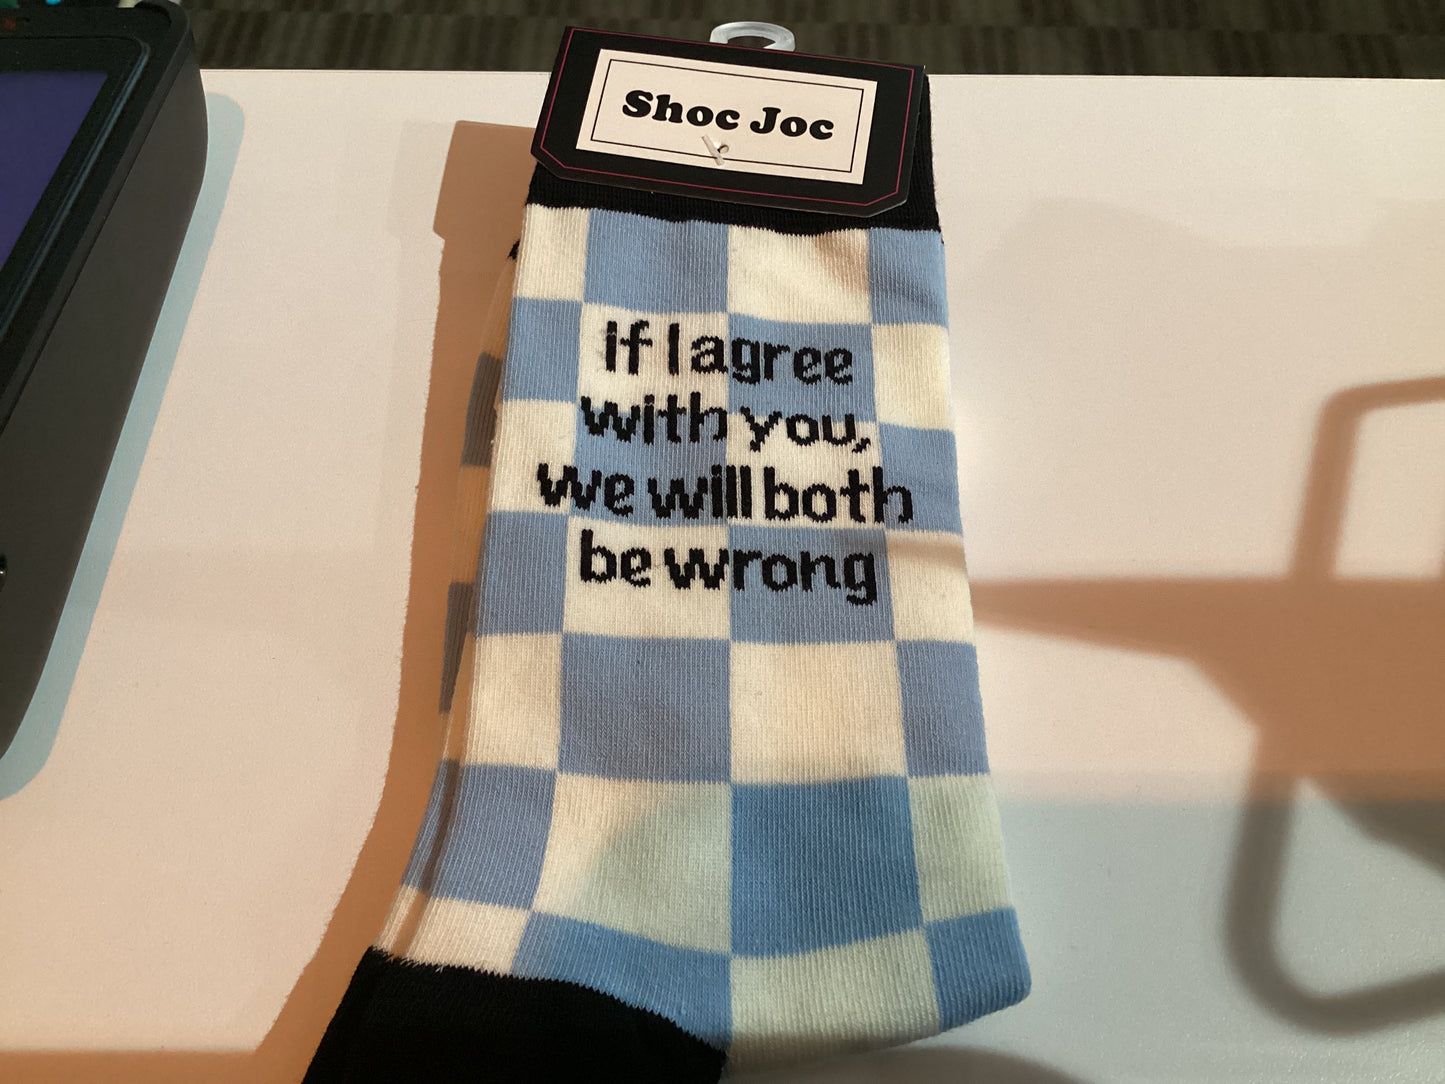 Shoc Joc
if I agree
with you,
we will both
be wrong